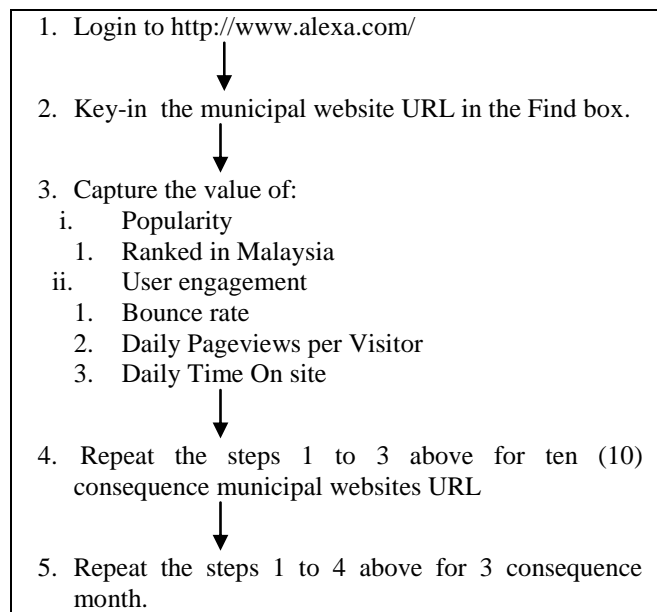 1. Login to http://www.alexa.com/
2. Key-in the municipal website URL in the Find box.
3. Capture the value of:
i. Popularity
1. Ranked in Malaysia
ii. User engagement
1. Bounce rate
2. Daily Pageviews per Visitor
3. Daily Time On site
4. Repeat the steps 1 to 3 above for ten (10)
consequence municipal websites URL
5. Repeat the steps 1 to 4 above for 3 consequence
month.